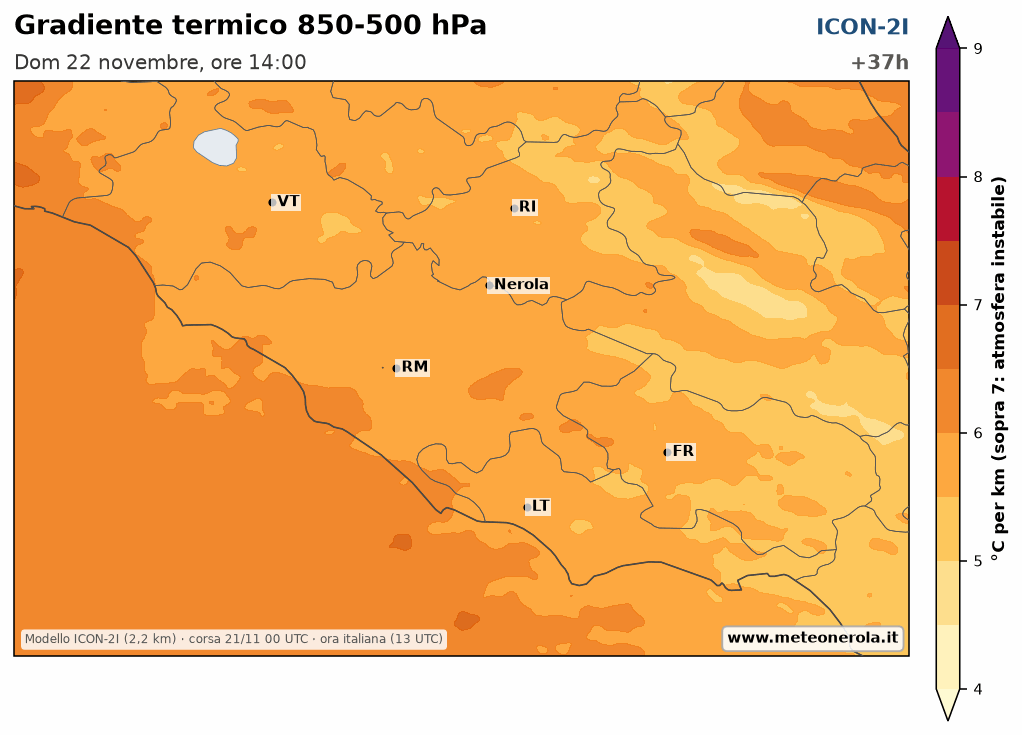 Gradiente termico 850-500 hPa
ICON-2I
Dom 22 novembre, ore 14:00
+37h
VT
RI
Nerola
RM
FR
LT
Modello ICON-2I (2,2 km) · corsa 21/11 00 UTC · ora italiana (13 UTC)
www.meteonerola.it
9
8
7
6
5
4
°C per km (sopra 7: atmosfera instabile)